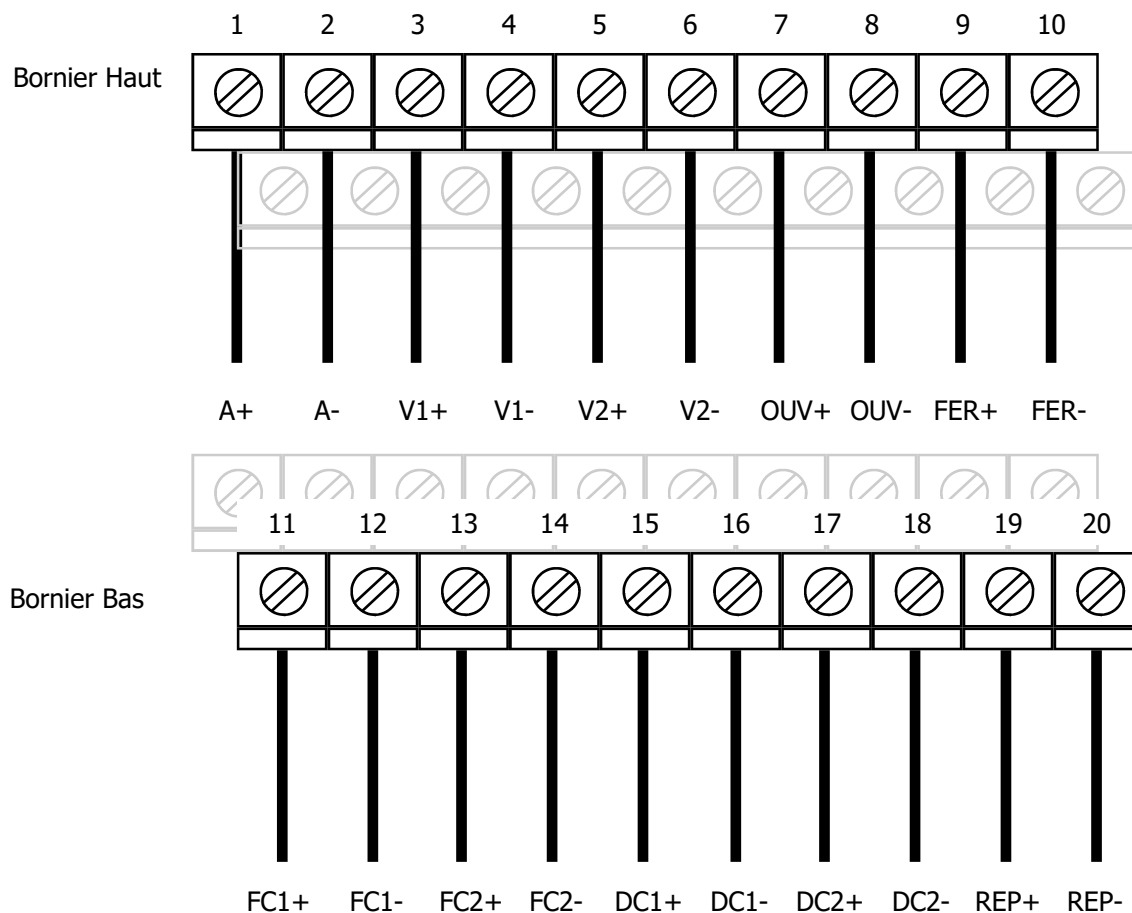 1 2 3 4 5 6 7 8 9 10
Bornier Haut
A+ A- V1+ V1- V2+ V2- OUV+ OUV- FER+ FER-
11 12 13 14 15 16 17 18 19 20
Bornier Bas
FC1+ FC1- FC2+ FC2- DC1+ DC1- DC2+ DC2- REP+ REP-